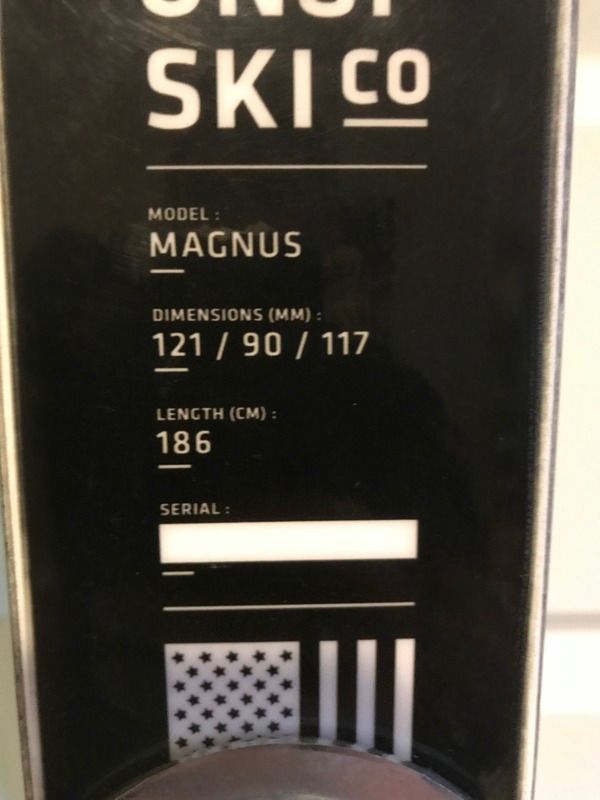 SKI CO
MODEL :
MAGNUS
DIMENSIONS (MM) :
121 / 90 / 117
LENGTH (CM) :
186
SERIAL :